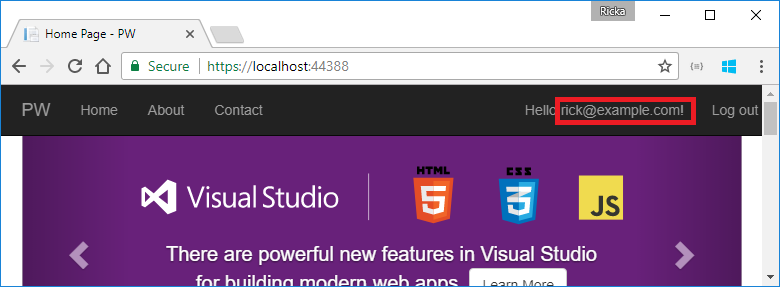 Ricka
Home Page - PW
Secure https://localhost:44388
PW Home About Contact Hello rick@example.com! Log out
Visual Studio HTML 5 CSS 3 JS
There are powerful new features in Visual Studio
for building modern web apps. Learn More